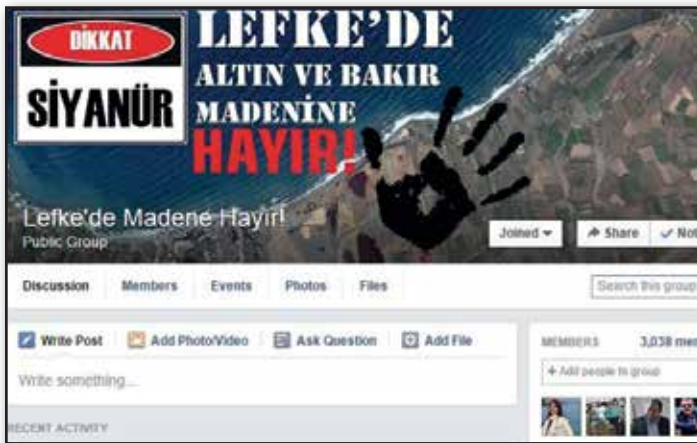 DİKKAT
SİYANÜR
LEFKE'DE
ALTIN VE BAKIR
MADENİNE
HAYIR!
Lefke'de Madene Hayır!
Public Group
Joined
Share
Not
Discussion Members Events Photos Files
Search this group
Write Post Add Photo/Video Ask Question Add File
Write something...
MEMBERS 3,038 mem
+ Add people to group
RECENT ACTIVITY